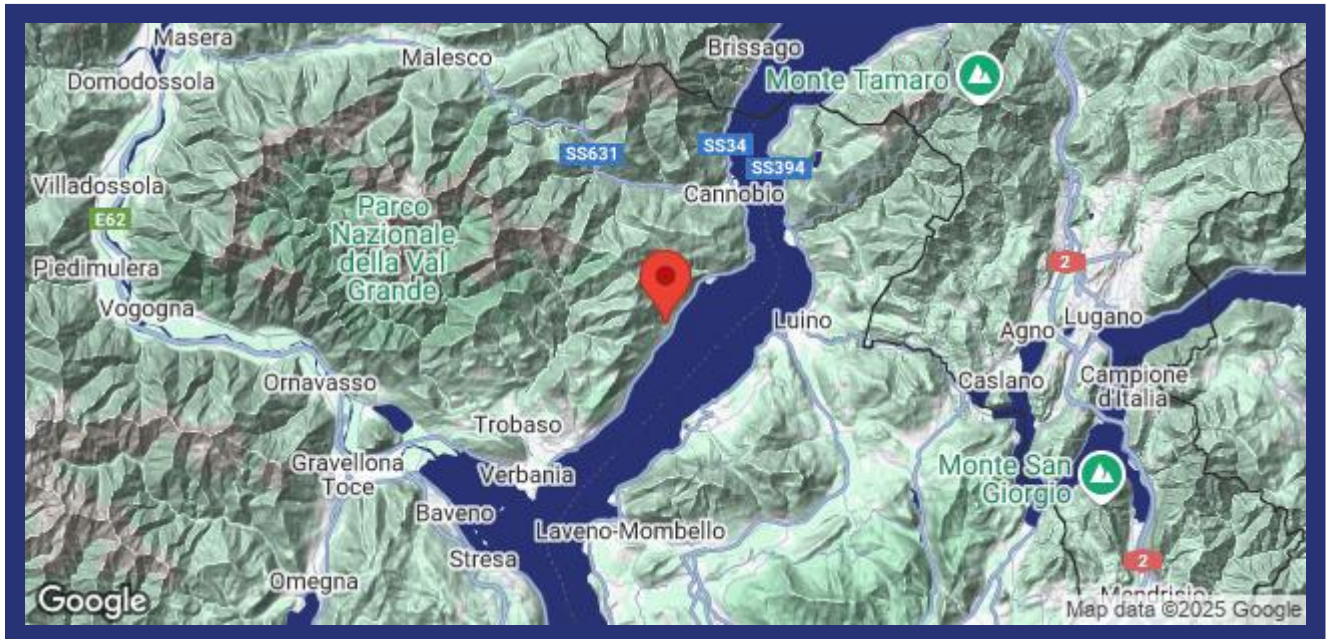 Masera
Domodossola
Malesco
Brissago
Monte Tamaro
SS631
SS34
SS394
Villadossola
Cannobio
E62
Parco
Nazionale
della Val
Grande
Piedimulera
Vogogna
2
Luino
Lugano
Agno
Ornavasso
Caslano
Campione
d'Italia
Trobaso
Gravellona
Toce
Verbania
Monte San
Giorgio
Baveno
Laveno-Mombello
Stresa
Omegna
2
Mendrisio
Google
Map data ©2025 Google